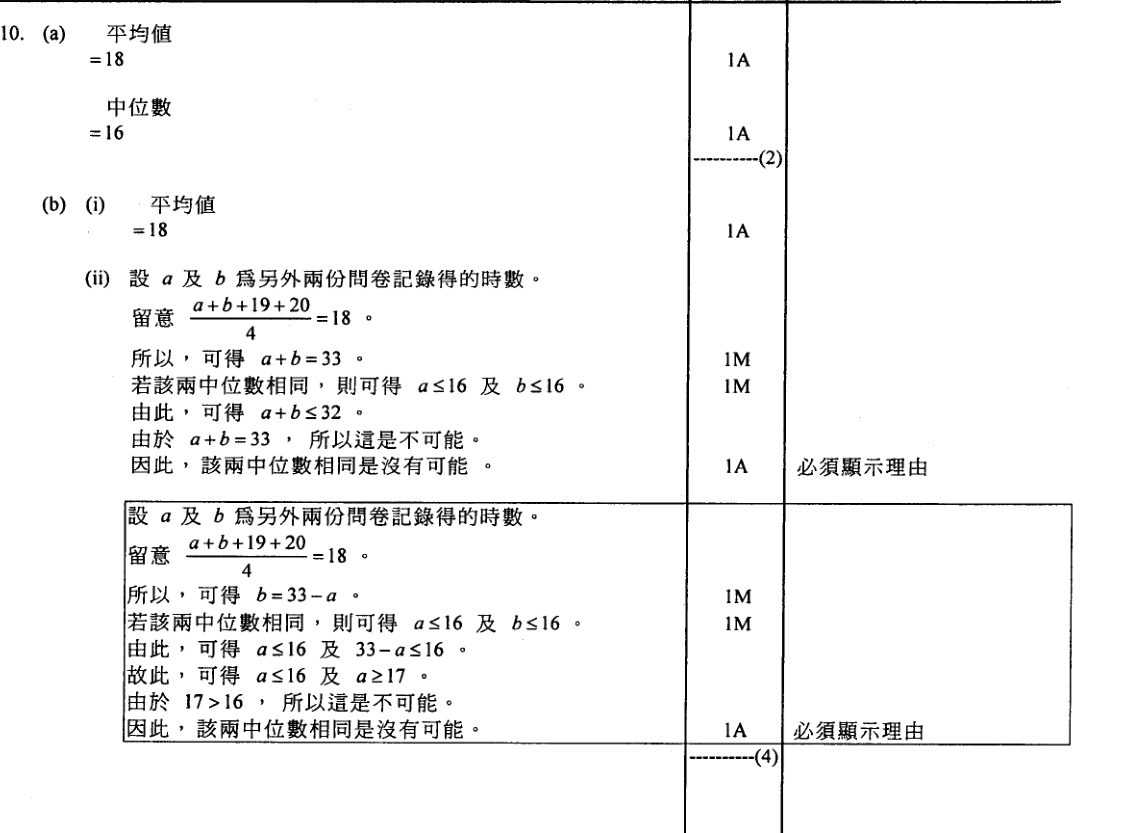 10. (a) 平均值
=18 1A
中位數
=16 1A
----------(2)
(b) (i) 平均值
=18 1A
(ii) 設 a 及 b 為另外兩份問卷記錄得的時數。
留意 (a+b+19+20)/4=18 。
所以，可得 a+b=33 。 1M
若該兩中位數相同，則可得 a≤16 及 b≤16 。 1M
由此，可得 a+b≤32 。
由於 a+b=33 ， 所以這是不可能。
因此，該兩中位數相同是沒有可能 。 1A 必須顯示理由
設 a 及 b 為另外兩份問卷記錄得的時數。
留意 (a+b+19+20)/4=18 。
所以，可得 b=33-a 。 1M
若該兩中位數相同，則可得 a≤16 及 b≤16 。 1M
由此，可得 a≤16 及 33-a≤16 。
故此，可得 a≤16 及 a≥17 。
由於 17>16 ， 所以這是不可能。
因此，該兩中位數相同是沒有可能。 1A 必須顯示理由
----------(4)